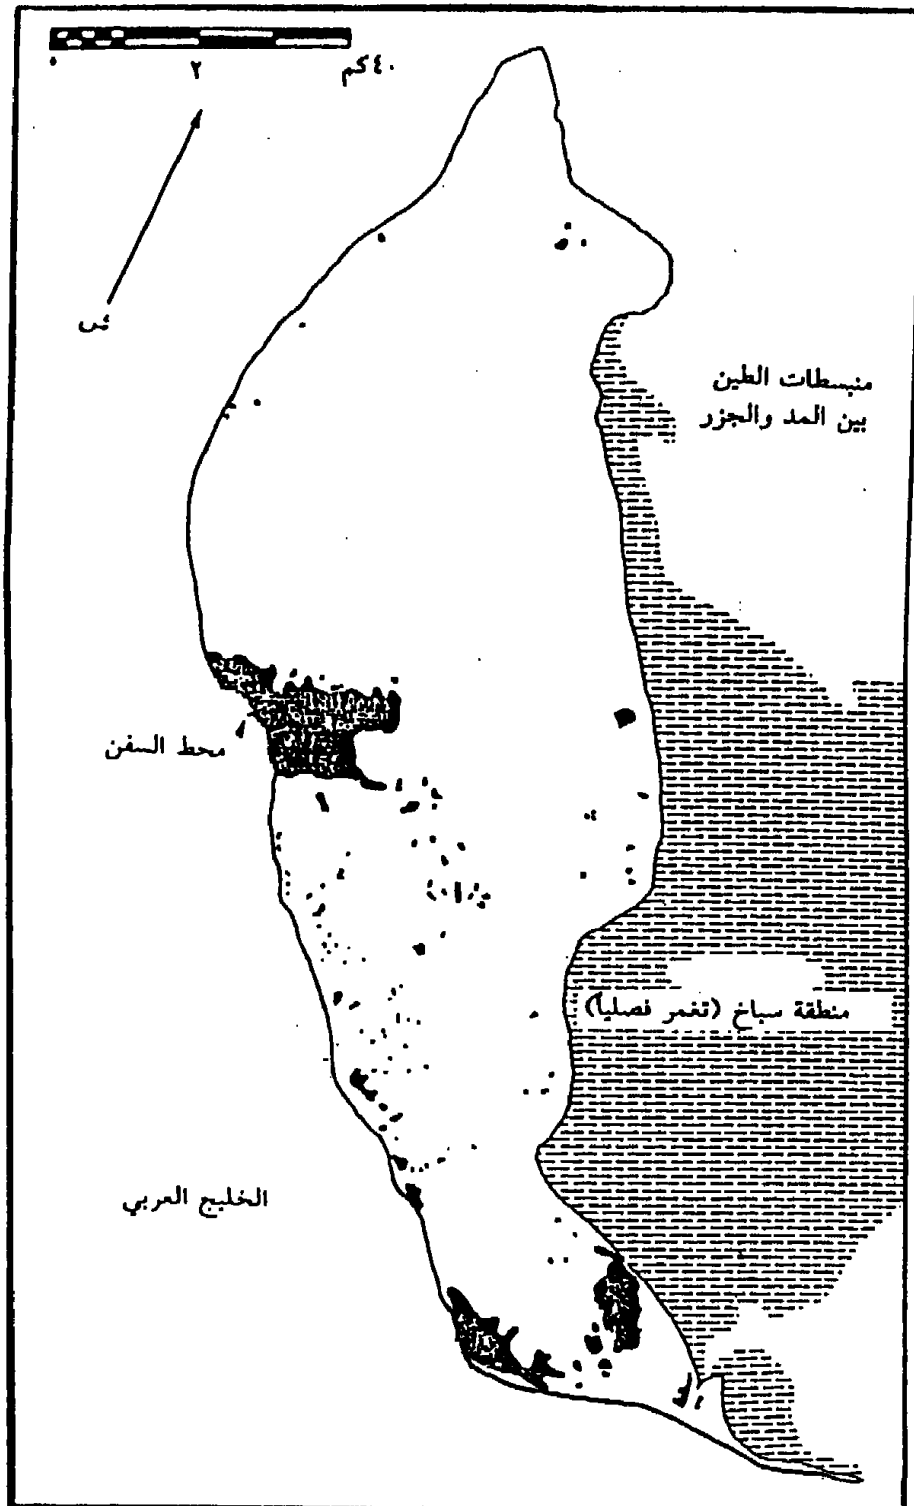 ٠ ٢ ٤٠كم
ش
منبسطات الطين
بين المد والجزر
محط السفن
منطقة سباخ (تغمر فصلياً)
الخليج العربي